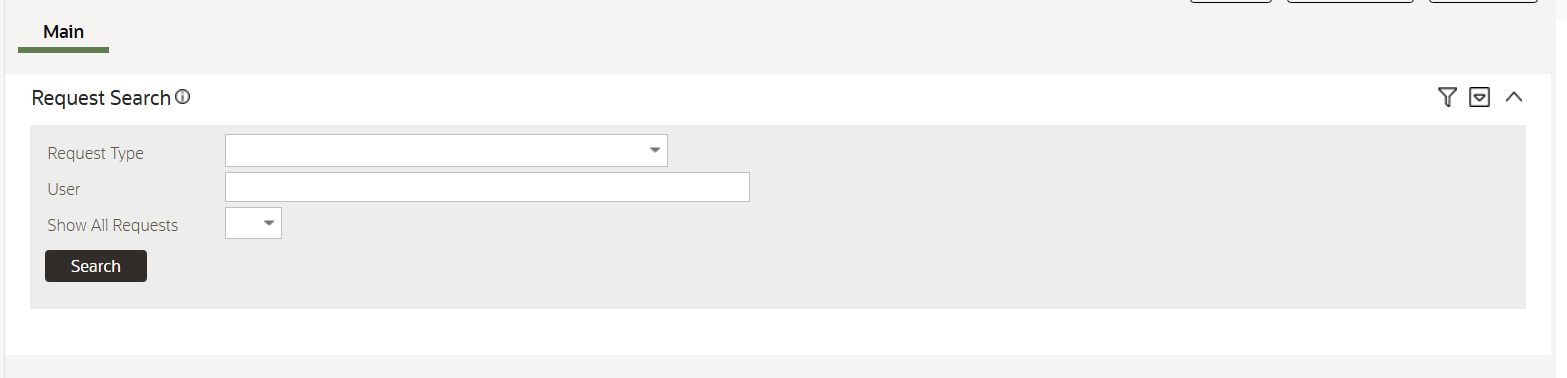 Main
Request Search
Request Type
User
Show All Requests
Search